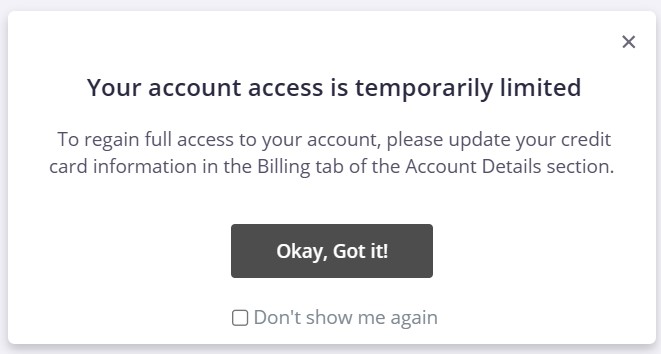 Your account access is temporarily limited
To regain full access to your account, please update your credit
card information in the Billing tab of the Account Details section.
Okay, Got it!
Don't show me again